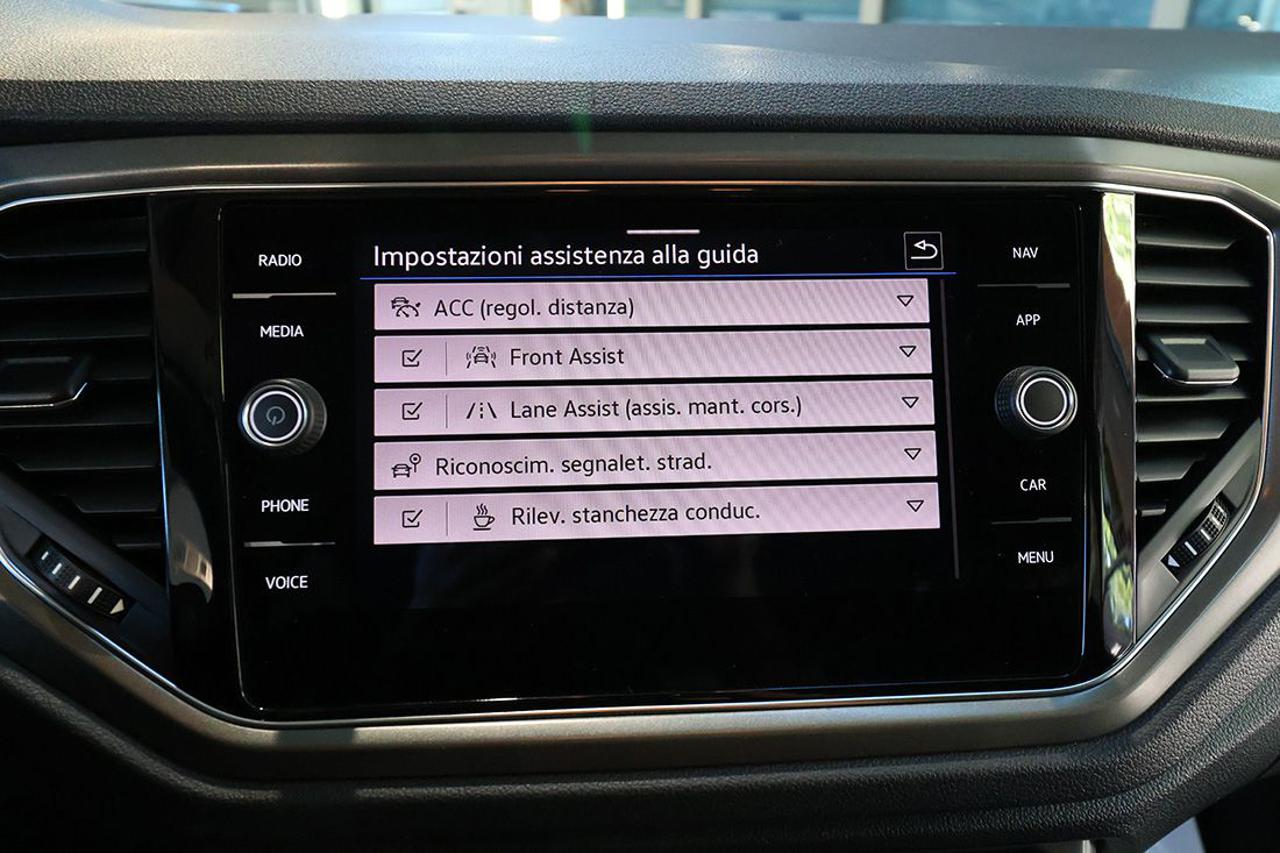 RADIO
MEDIA
PHONE
VOICE
Impostazioni assistenza alla guida
ACC (regol. distanza)
Front Assist
Lane Assist (assis. mant. cors.)
Riconoscim. segnalet. strad.
Rilev. stanchezza conduc.
NAV
APP
CAR
MENU